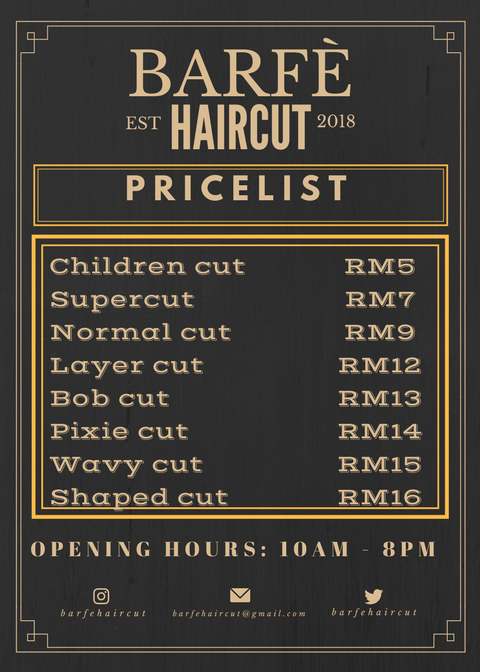 BARFÈ
EST HAIRCUT 2018
PRICELIST
Children cut RM5
Supercut RM7
Normal cut RM9
Layer cut RM12
Bob cut RM13
Pixie cut RM14
Wavy cut RM15
Shaped cut RM16
OPENING HOURS: 10AM - 8PM
barfehaircut barfehaircut@gmail.com barfehaircut